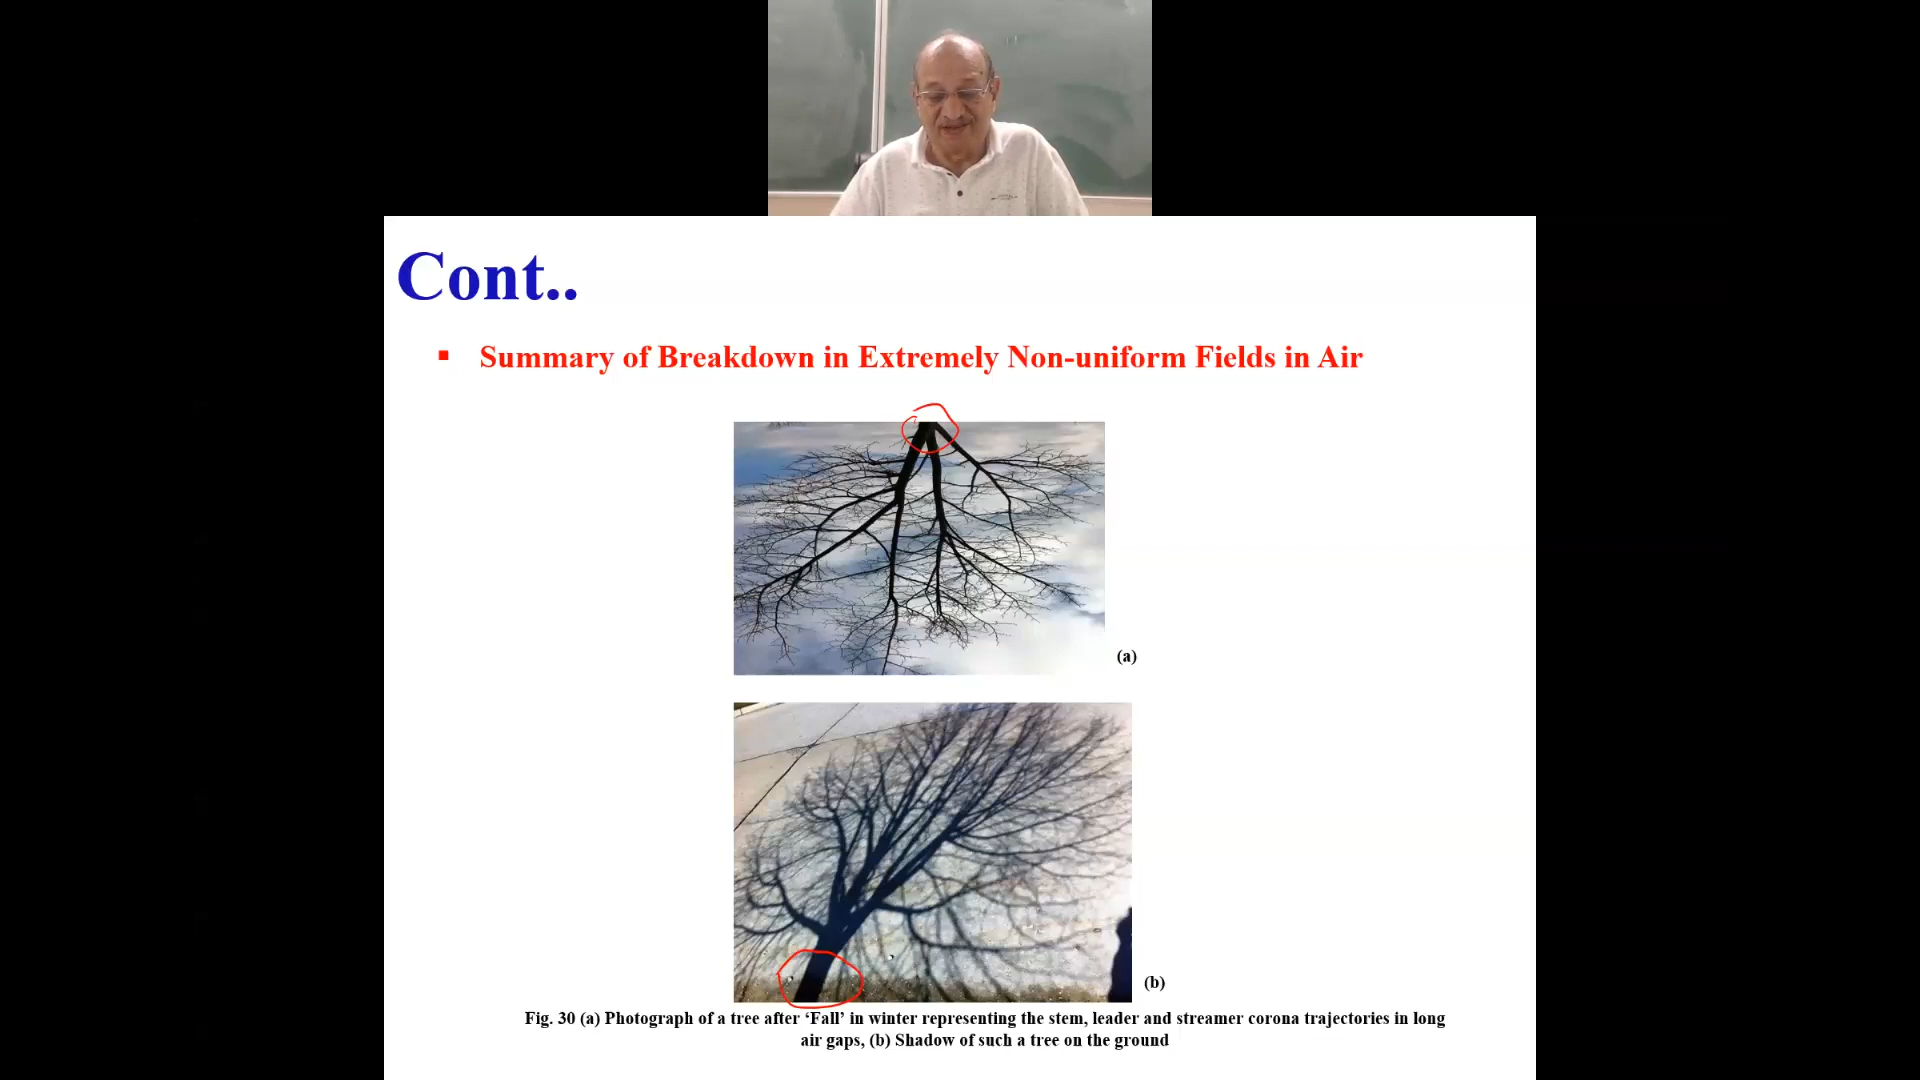 Cont..
▪ Summary of Breakdown in Extremely Non-uniform Fields in Air
(a)
(b)
Fig. 30 (a) Photograph of a tree after ‘Fall’ in winter representing the stem, leader and streamer corona trajectories in long
air gaps, (b) Shadow of such a tree on the ground